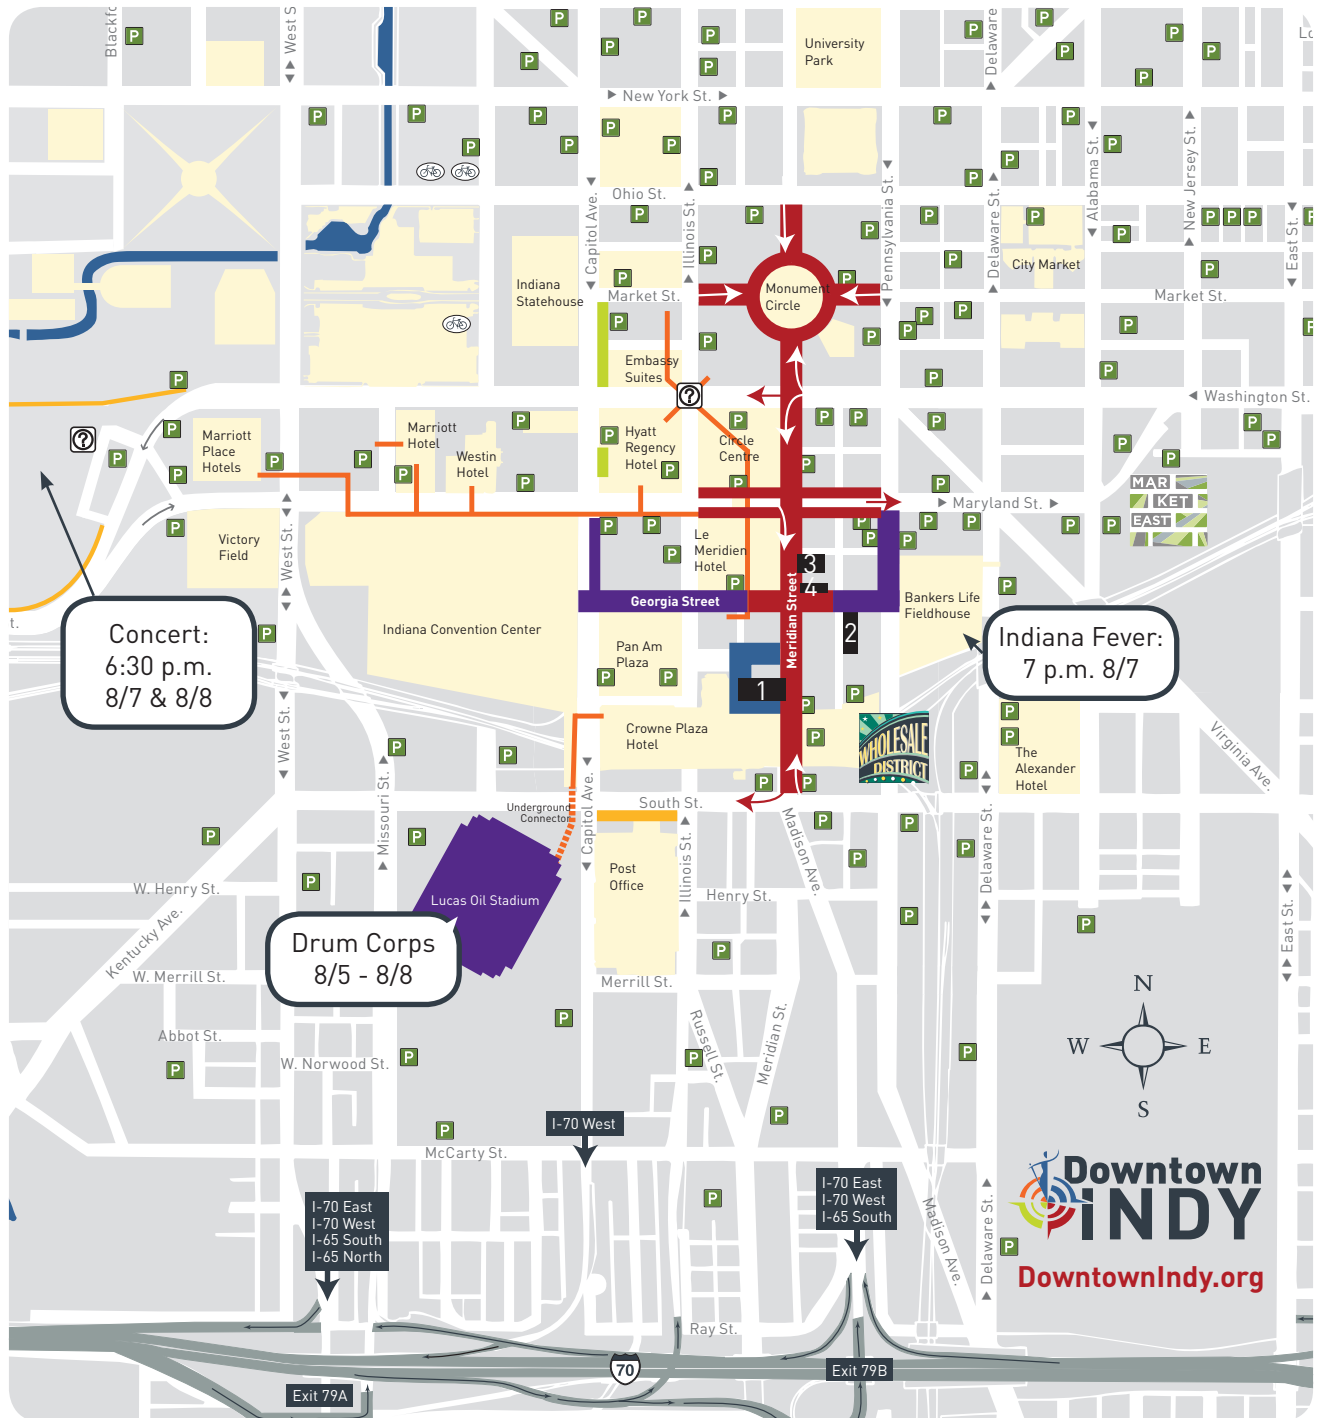 Blackfo
West S
Delaware
Lo
University
Park
New York St.
Ohio St.
Capitol Ave.
Illinois St.
Pennsylvania St.
Delaware St.
Alabama St.
New Jersey St.
East St.
City Market
Indiana
Statehouse
Market St.
Monument
Circle
Market St.
Embassy
Suites
Washington St.
?
?
Marriott
Place
Hotels
Marriott
Hotel
Westin
Hotel
Hyatt
Regency
Hotel
Circle
Centre
MAR
KET
EAST
Maryland St.
Victory
Field
West St.
Le
Meridien
Hotel
3
4
Georgia Street
Meridian Street
Bankers Life
Fieldhouse
t.
Concert:
6:30 p.m.
8/7 & 8/8
Indiana Convention Center
Pan Am
Plaza
2
1
Indiana Fever:
7 p.m. 8/7
West St.
Missouri St.
Crowne Plaza
Hotel
WHOLESALE
DISTRICT
The
Alexander
Hotel
Virginia Ave.
Underground
Connector
Capitol Ave.
South St.
Illinois St.
Madison Ave.
Delaware St.
Post
Office
W. Henry St.
Henry St.
Lucas Oil Stadium
Kentucky Ave.
East St.
Drum Corps
8/5 - 8/8
W. Merrill St.
Merrill St.
Abbot St.
W. Norwood St.
Russell St.
Meridian St.
N
W
E
S
I-70 West
McCarty St.
I-70 East
I-70 West
I-65 South
I-65 North
I-70 East
I-70 West
I-65 South
Madison Ave.
Delaware St.
Downtown
INDY
DowntownIndy.org
Ray St.
70
Exit 79A
Exit 79B